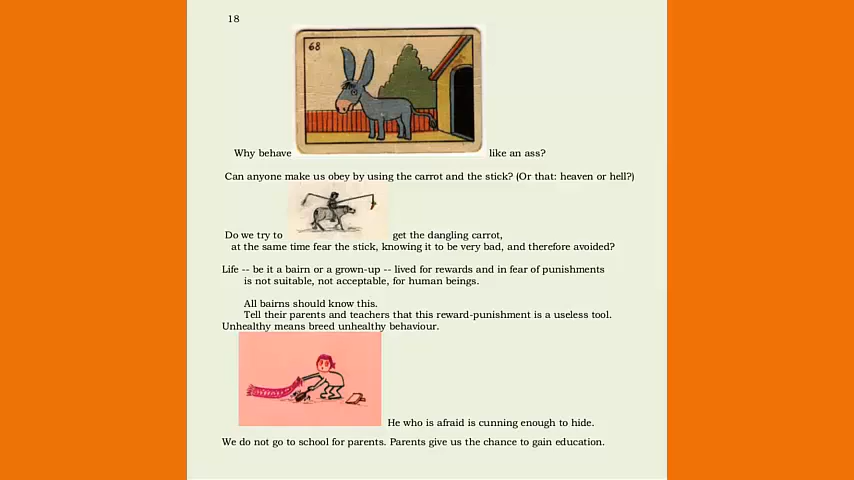 18
68
Why behave like an ass?
Can anyone make us obey by using the carrot and the stick? (Or that: heaven or hell?)
Do we try to get the dangling carrot,
at the same time fear the stick, knowing it to be very bad, and therefore avoided?
Life -- be it a bairn or a grown-up -- lived for rewards and in fear of punishments
is not suitable, not acceptable, for human beings.
All bairns should know this.
Tell their parents and teachers that this reward-punishment is a useless tool.
Unhealthy means breed unhealthy behaviour.
He who is afraid is cunning enough to hide.
We do not go to school for parents. Parents give us the chance to gain education.